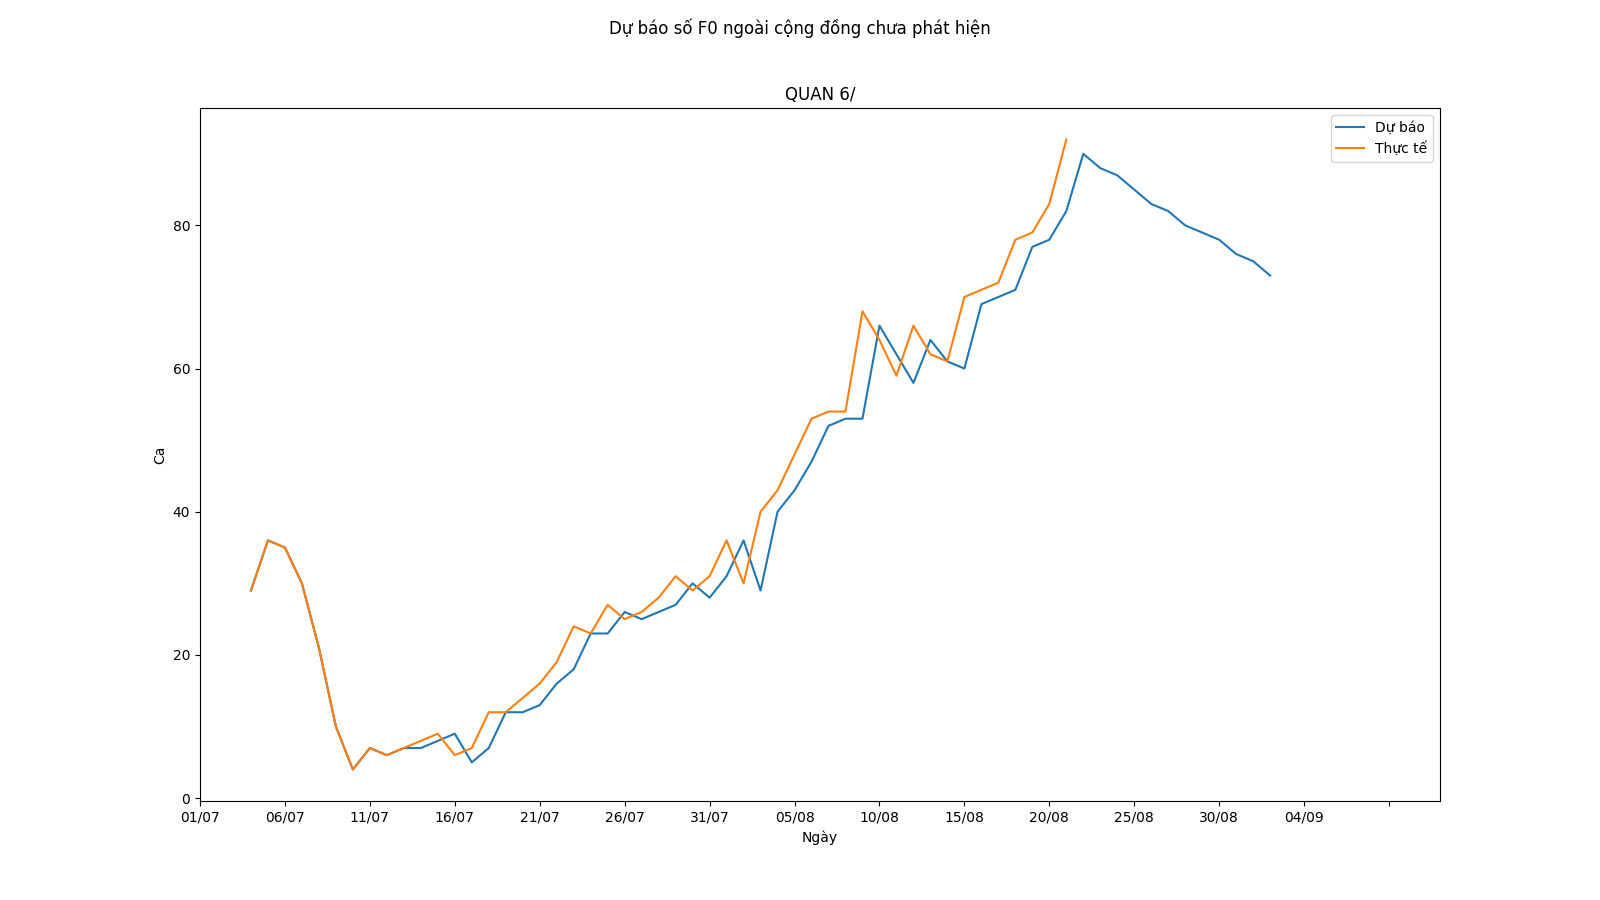 Dự báo số F0 ngoài cộng đồng chưa phát hiện
QUAN 6/
Dự báo
Thực tế
Ca
80
60
40
20
0
01/07 06/07 11/07 16/07 21/07 26/07 31/07 05/08 10/08 15/08 20/08 25/08 30/08 04/09
Ngày